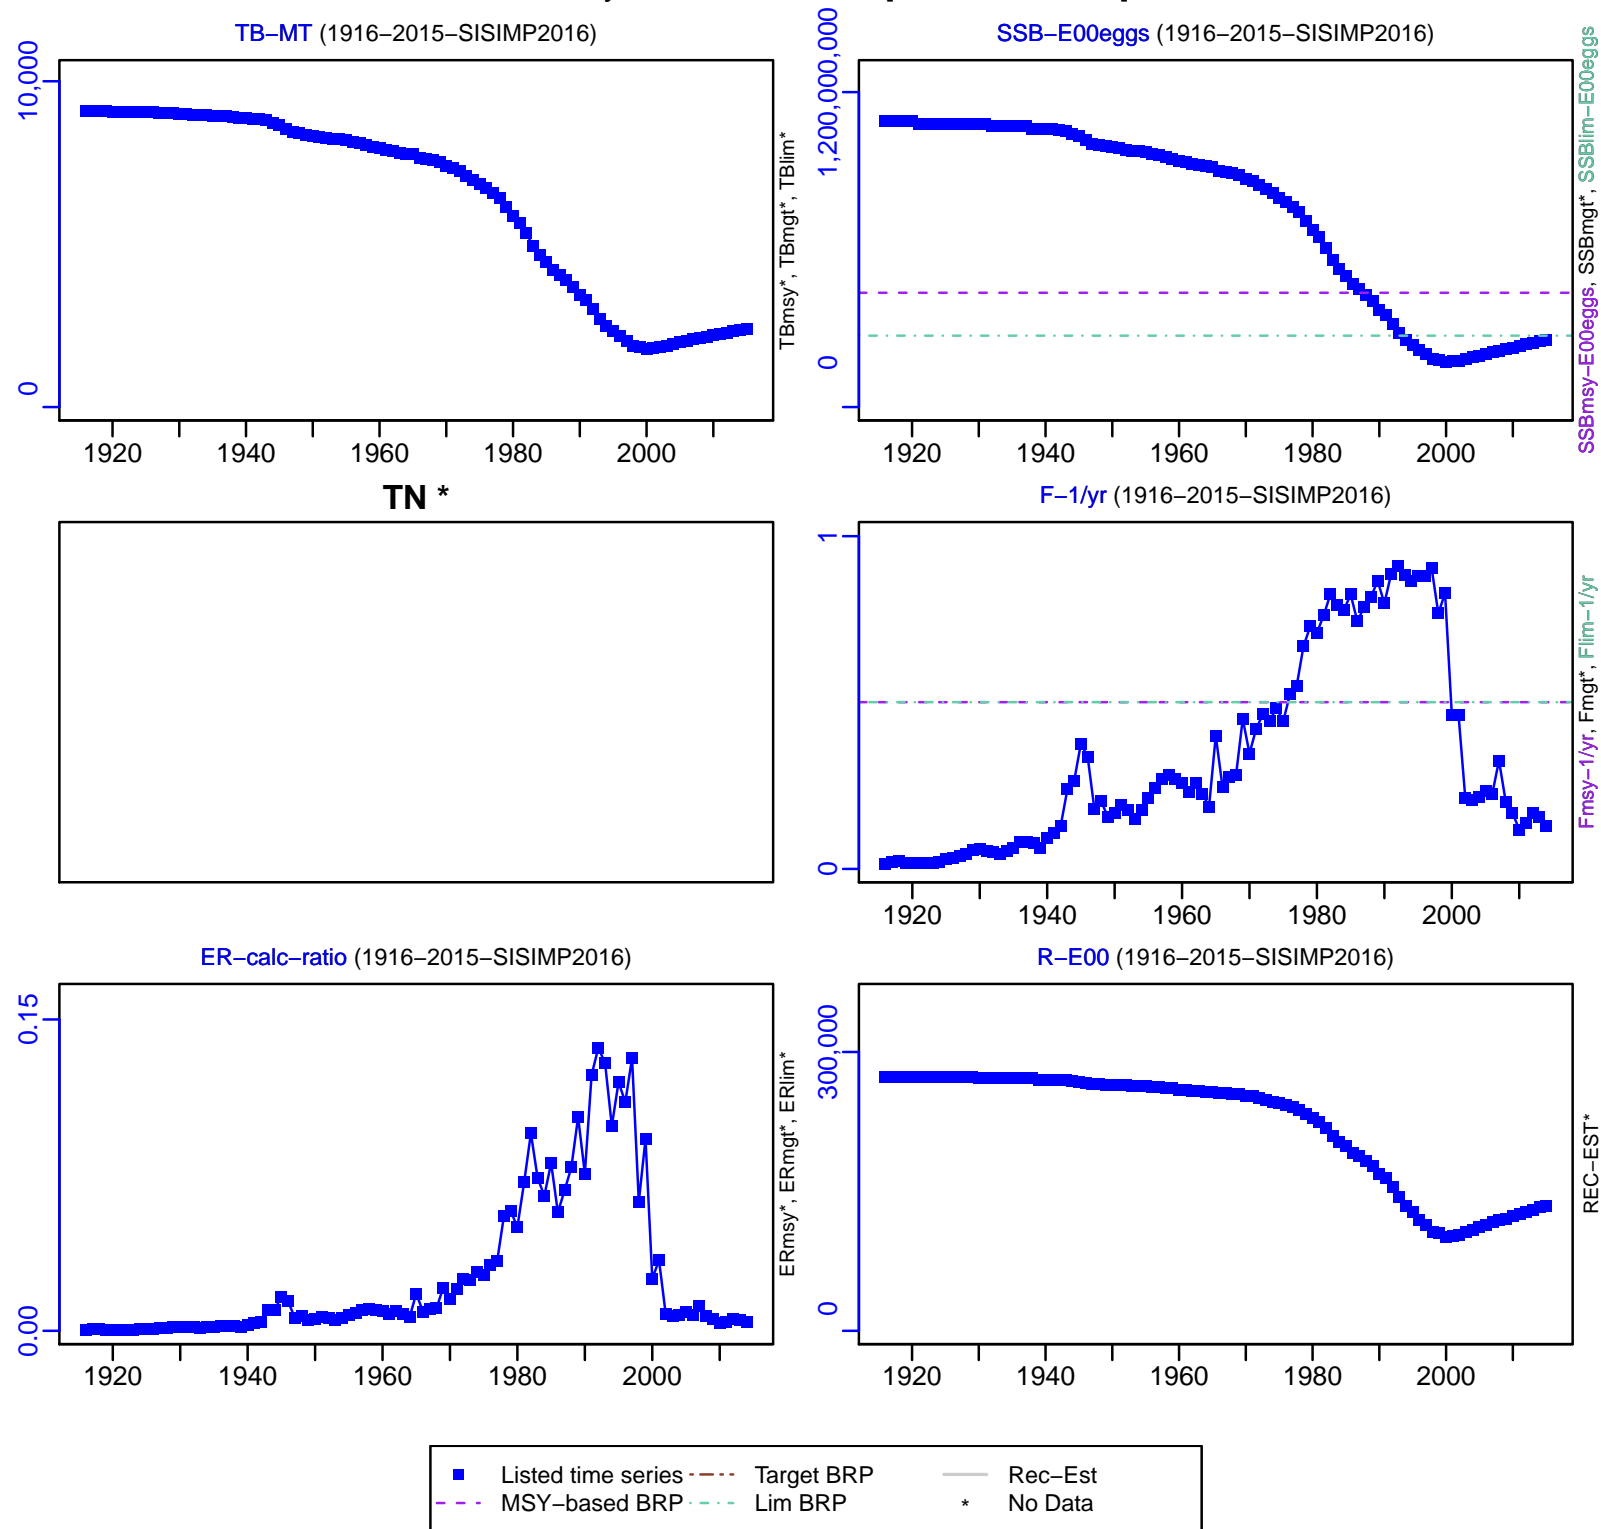 TB−MT (1916−2015−SISIMP2016)
10,000
0
TBmsy*, TBmgt*, TBlim*
1920 1940 1960 1980 2000
SSB−E00eggs (1916−2015−SISIMP2016)
1,200,000,000
0
SSBmsy−E00eggs, SSBmgt*, SSBlim−E00eggs
1920 1940 1960 1980 2000
TN *
F−1/yr (1916−2015−SISIMP2016)
1
0
Fmsy−1/yr, Fmgt*, Flim−1/yr
1920 1940 1960 1980 2000
ER−calc−ratio (1916−2015−SISIMP2016)
0.15
0.00
ERmsy*, ERmgt*, ERlim*
1920 1940 1960 1980 2000
R−E00 (1916−2015−SISIMP2016)
300,000
0
REC−EST*
1920 1940 1960 1980 2000
Listed time series Target BRP Rec−Est
MSY−based BRP Lim BRP * No Data